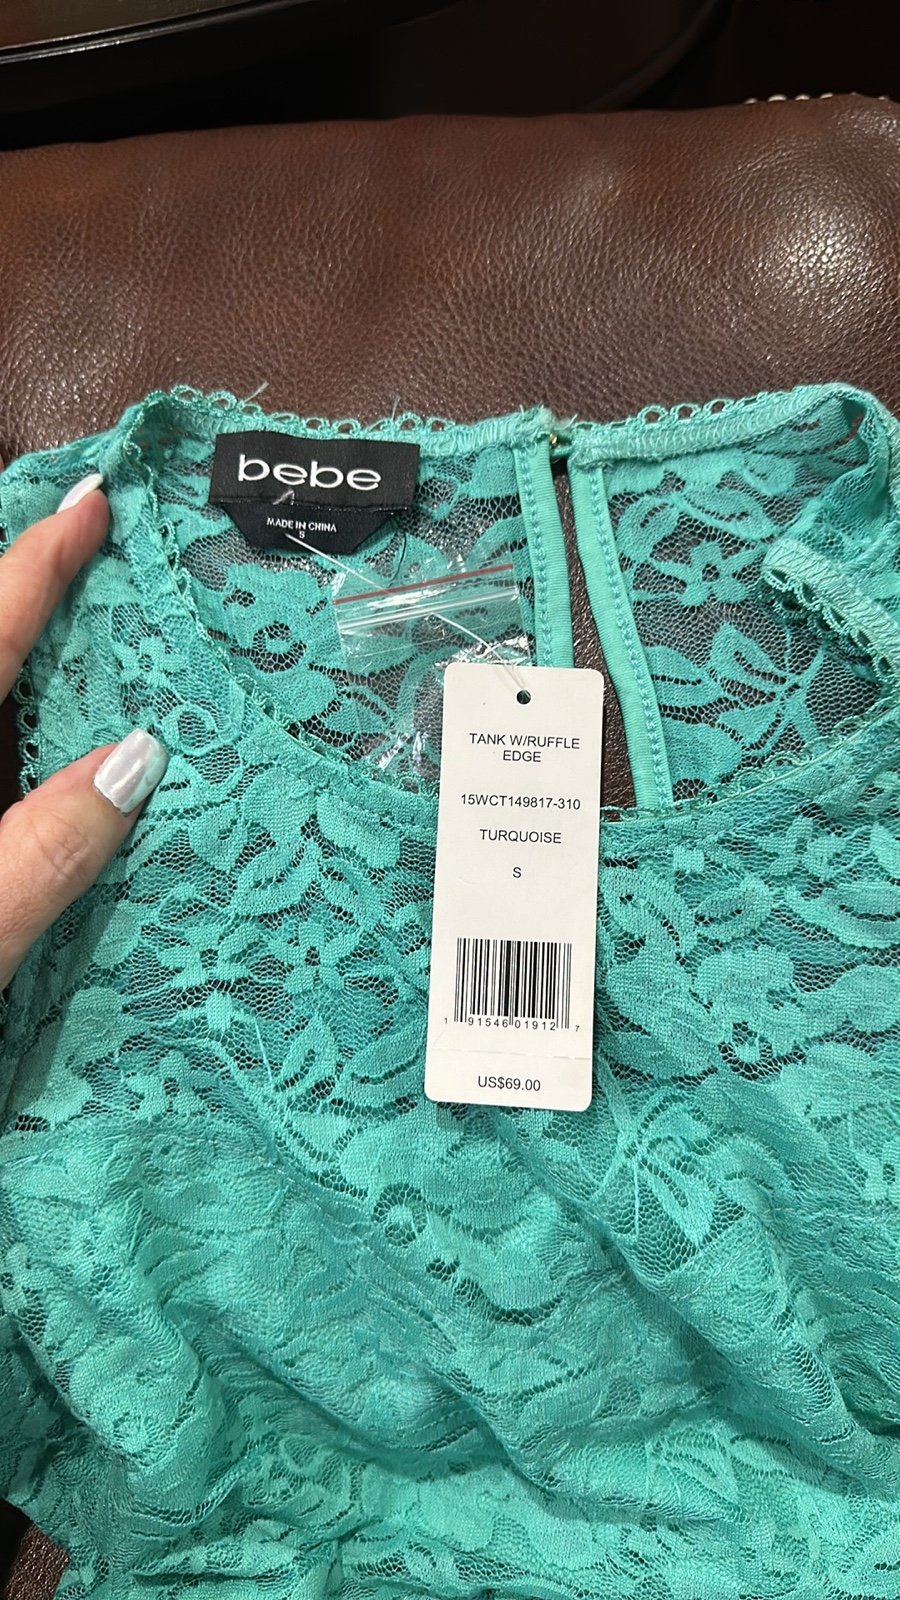 bebe
MADE IN CHINA
S
TANK W/RUFFLE
EDGE
15WCT149817-310
TURQUOISE
S
1 91546 01912 7
US$69.00